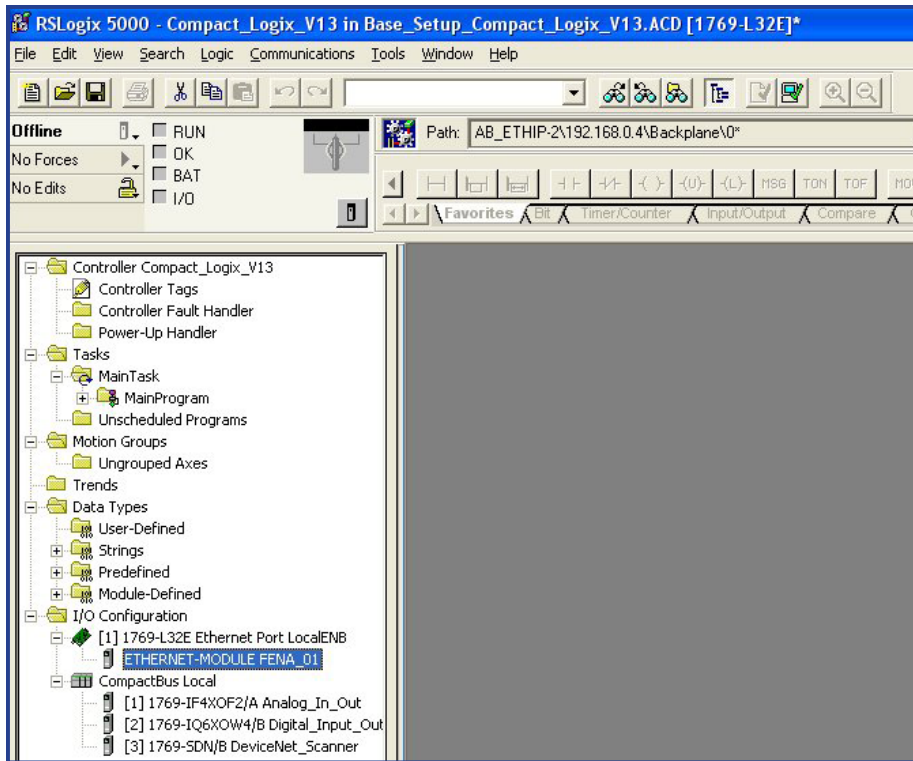 RSLogix 5000 - Compact_Logix_V13 in Base_Setup_Compact_Logix_V13.ACD [1769-L32E]*
File Edit View Search Logic Communications Tools Window Help
Offline
RUN
No Forces
OK
No Edits
BAT
I/O
Path: AB_ETHIP-2\192.168.0.4\Backplane\0*
(U) (L) MSG TON TOF
Favorites Bit Timer/Counter Input/Output Compare
Controller Compact_Logix_V13
Controller Tags
Controller Fault Handler
Power-Up Handler
Tasks
MainTask
MainProgram
Unscheduled Programs
Motion Groups
Ungrouped Axes
Trends
Data Types
User-Defined
Strings
Predefined
Module-Defined
I/O Configuration
[1] 1769-L32E Ethernet Port LocalENB
ETHERNET-MODULE FENA_01
CompactBus Local
[1] 1769-IF4XOF2/A Analog_In_Out
[2] 1769-IQ6XOW4/B Digital_Input_Out
[3] 1769-SDN/B DeviceNet_Scanner